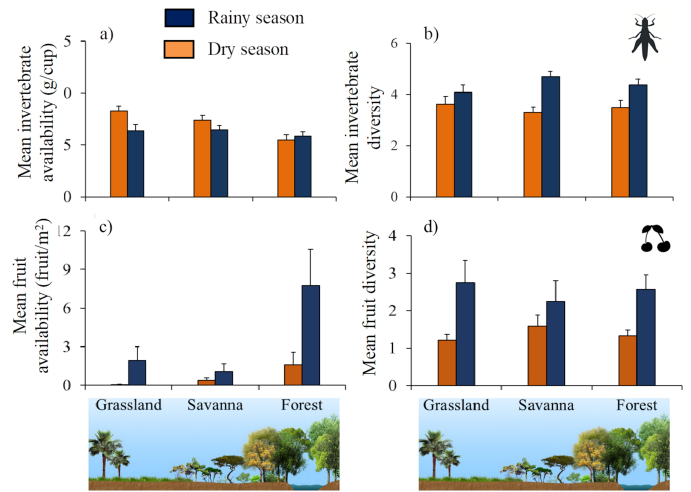 Rainy season
Dry season
a)
Mean invertebrate
availability (g/cup)
5
0
5
0
b)
Mean invertebrate
diversity
6
4
2
0
c)
Mean fruit
availability (fruit/m²)
12
9
6
3
0
Grassland Savanna Forest
d)
Mean fruit diversity
4
3
2
1
0
Grassland Savanna Forest